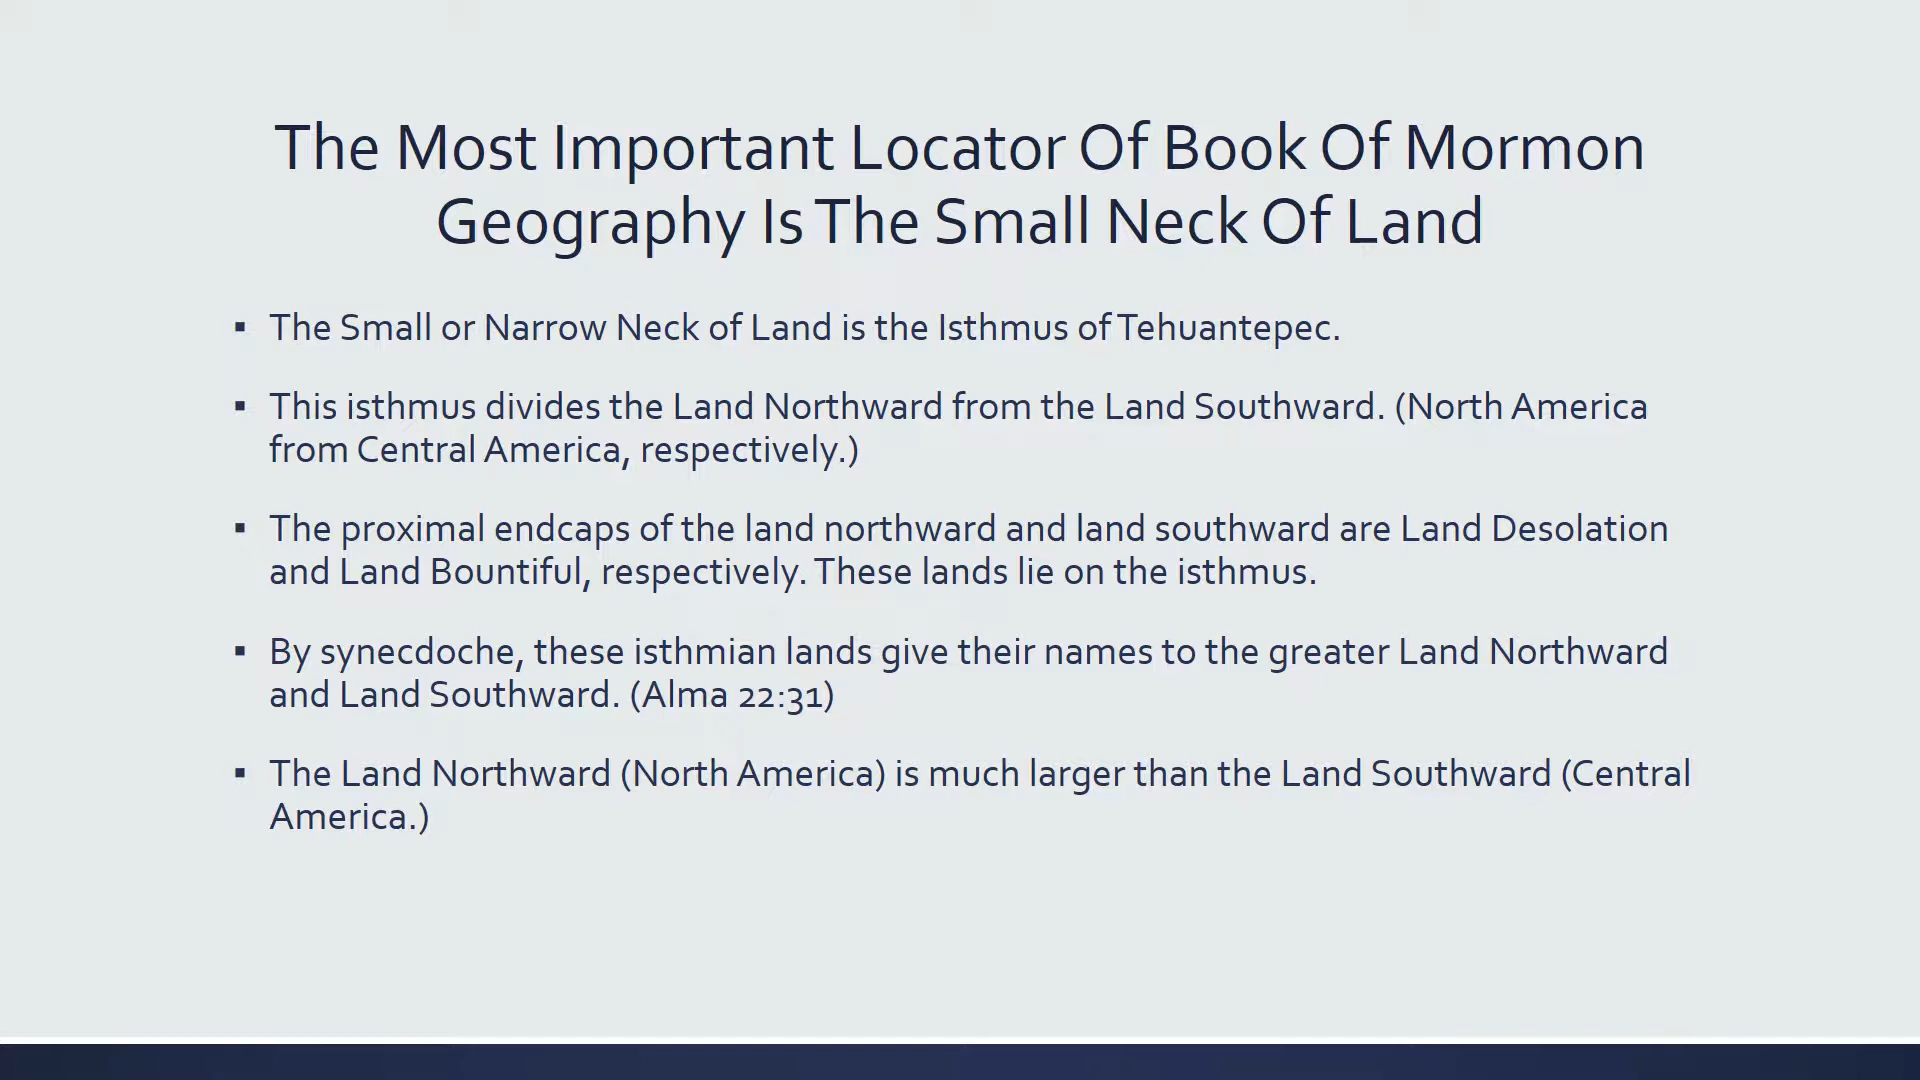 The Most Important Locator Of Book Of Mormon
Geography Is The Small Neck Of Land
▪ The Small or Narrow Neck of Land is the Isthmus of Tehuantepec.
▪ This isthmus divides the Land Northward from the Land Southward. (North America
from Central America, respectively.)
▪ The proximal endcaps of the land northward and land southward are Land Desolation
and Land Bountiful, respectively. These lands lie on the isthmus.
▪ By synecdoche, these isthmian lands give their names to the greater Land Northward
and Land Southward. (Alma 22:31)
▪ The Land Northward (North America) is much larger than the Land Southward (Central
America.)